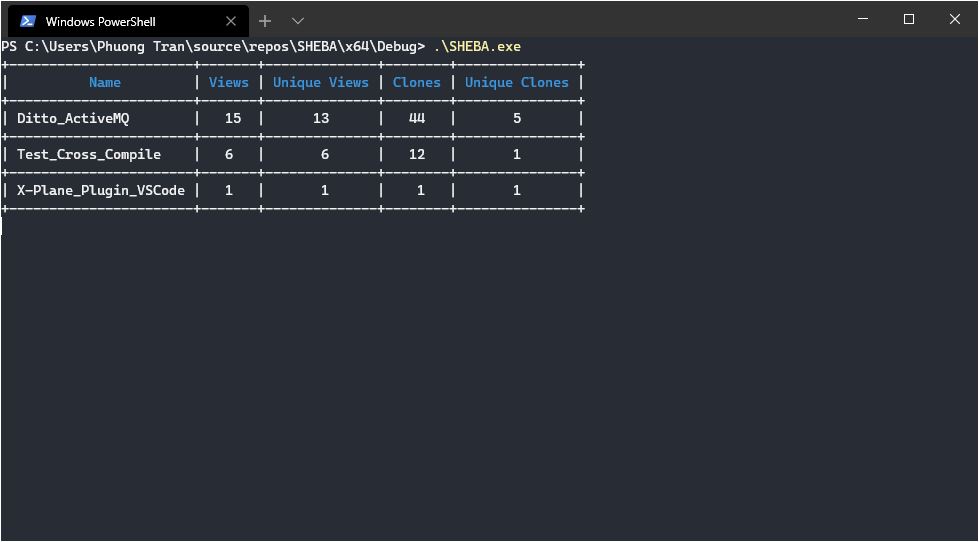 Windows PowerShell
PS C:\Users\Phuong Tran\source\repos\SHEBA\x64\Debug> .\SHEBA.exe
+-----------------------+-------+--------------+--------+---------------+
| Name | Views | Unique Views | Clones | Unique Clones |
+-----------------------+-------+--------------+--------+---------------+
| Ditto_ActiveMQ | 15 | 13 | 44 | 5 |
+-----------------------+-------+--------------+--------+---------------+
| Test_Cross_Compile | 6 | 6 | 12 | 1 |
+-----------------------+-------+--------------+--------+---------------+
| X-Plane_Plugin_VSCode | 1 | 1 | 1 | 1 |
+-----------------------+-------+--------------+--------+---------------+